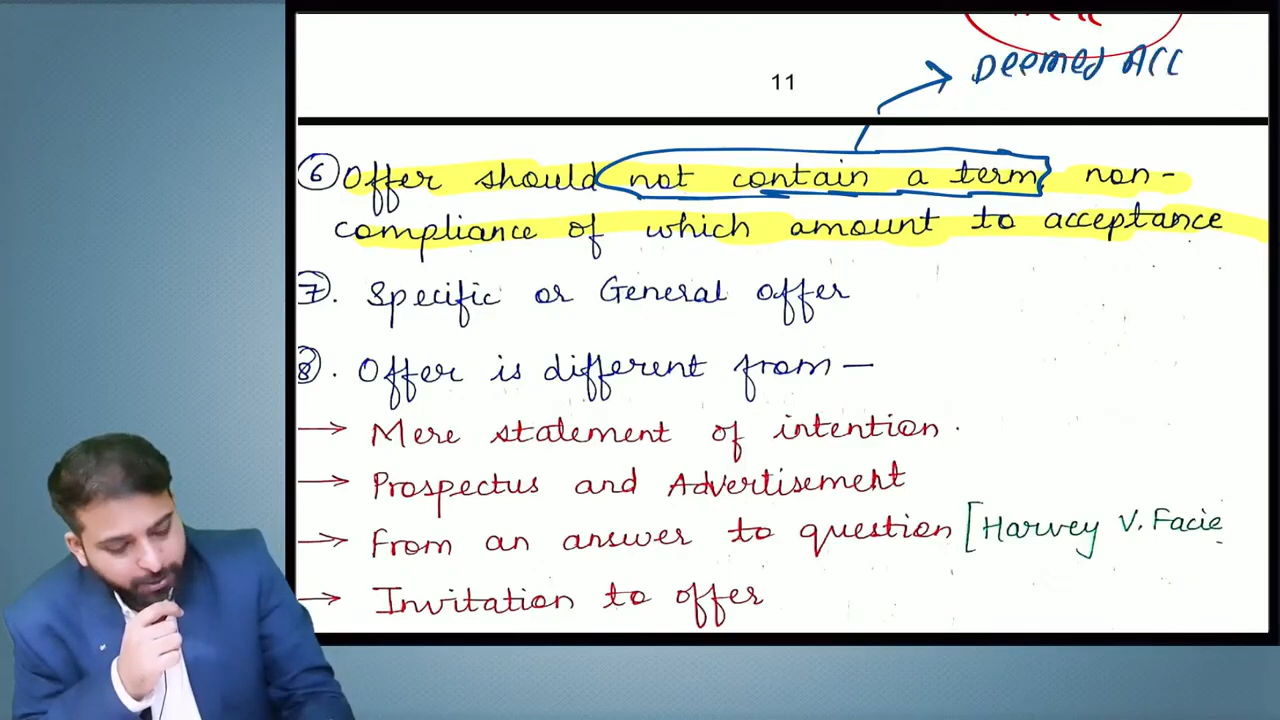 11
Deemed ACC
⑥ Offer should not contain a term, non-
compliance of which amount to acceptance
⑦. Specific or General offer
⑧. Offer is different from —
→ Mere statement of intention.
→ Prospectus and Advertisement
→ From an answer to question [Harvey V. Facie
→ Invitation to offer